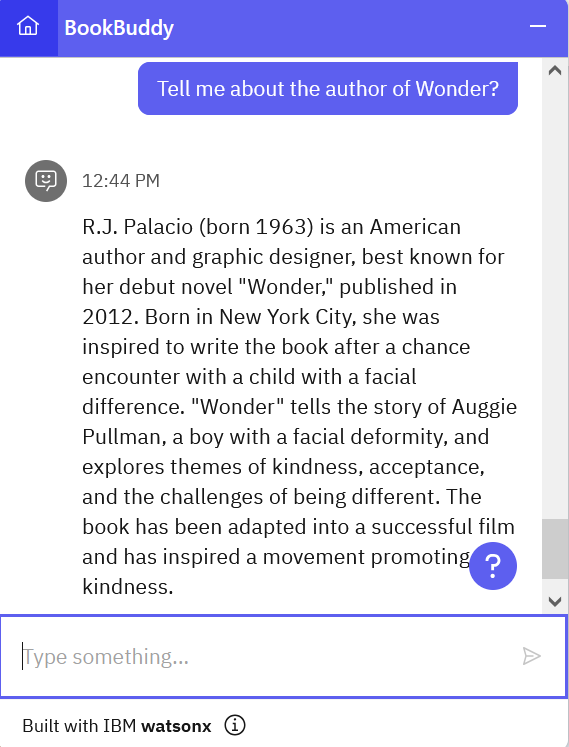 BookBuddy
Tell me about the author of Wonder?
12:44 PM
R.J. Palacio (born 1963) is an American
author and graphic designer, best known for
her debut novel "Wonder," published in
2012. Born in New York City, she was
inspired to write the book after a chance
encounter with a child with a facial
difference. "Wonder" tells the story of Auggie
Pullman, a boy with a facial deformity, and
explores themes of kindness, acceptance,
and the challenges of being different. The
book has been adapted into a successful film
and has inspired a movement promoting
kindness.
?
Type something...
Built with IBM watsonx